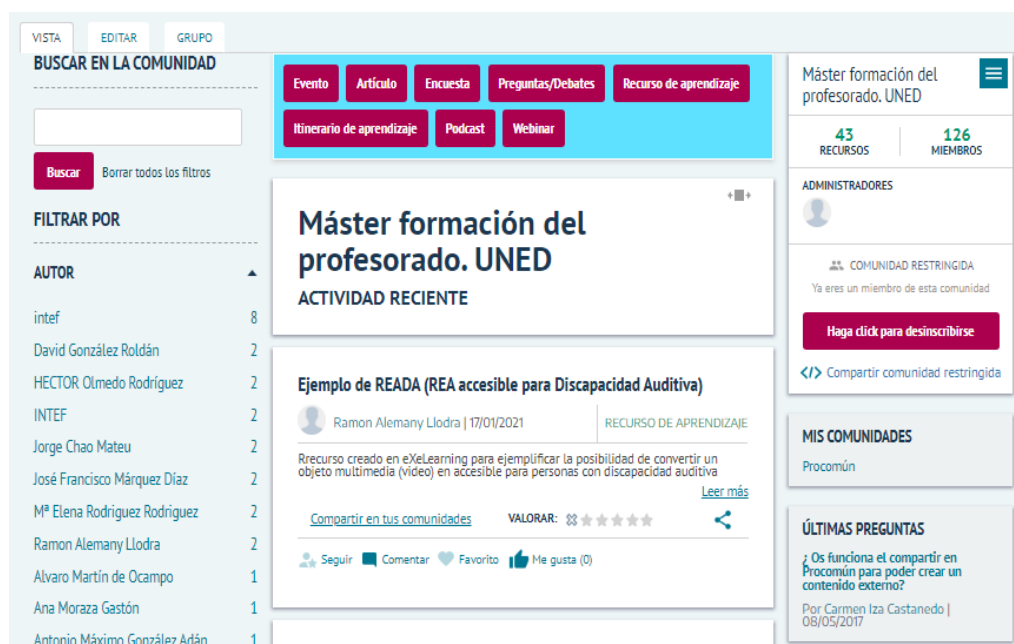 VISTA EDITAR GRUPO
BUSCAR EN LA COMUNIDAD
Buscar Borrar todos los filtros
FILTRAR POR
AUTOR
intef 8
David González Roldán 2
HECTOR Olmedo Rodríguez 2
INTEF 2
Jorge Chao Mateu 2
José Francisco Márquez Díaz 2
Mª Elena Rodriguez Rodriguez 2
Ramon Alemany Llodra 2
Alvaro Martín de Ocampo 1
Ana Moraza Gastón 1
Antonio Máximo González Adán 1
Evento Artículo Encuesta Preguntas/Debates Recurso de aprendizaje
Itinerario de aprendizaje Podcast Webinar
Máster formación del
profesorado. UNED
ACTIVIDAD RECIENTE
Ejemplo de READA (REA accesible para Discapacidad Auditiva)
Ramon Alemany Llodra | 17/01/2021 RECURSO DE APRENDIZAJE
Rrecurso creado en eXeLearning para ejemplificar la posibilidad de convertir un
objeto multimedia (video) en accesible para personas con discapacidad auditiva
Leer más
Compartir en tus comunidades VALORAR:
Seguir Comentar Favorito Me gusta (0)
Máster formación del
profesorado. UNED
43 126
RECURSOS MIEMBROS
ADMINISTRADORES
COMUNIDAD RESTRINGIDA
Ya eres un miembro de esta comunidad
Haga click para desinscribirse
</> Compartir comunidad restringida
MIS COMUNIDADES
Procomún
ÚLTIMAS PREGUNTAS
¿ Os funciona el compartir en
Procomún para poder crear un
contenido externo?
Por Carmen Iza Castanedo |
08/05/2017